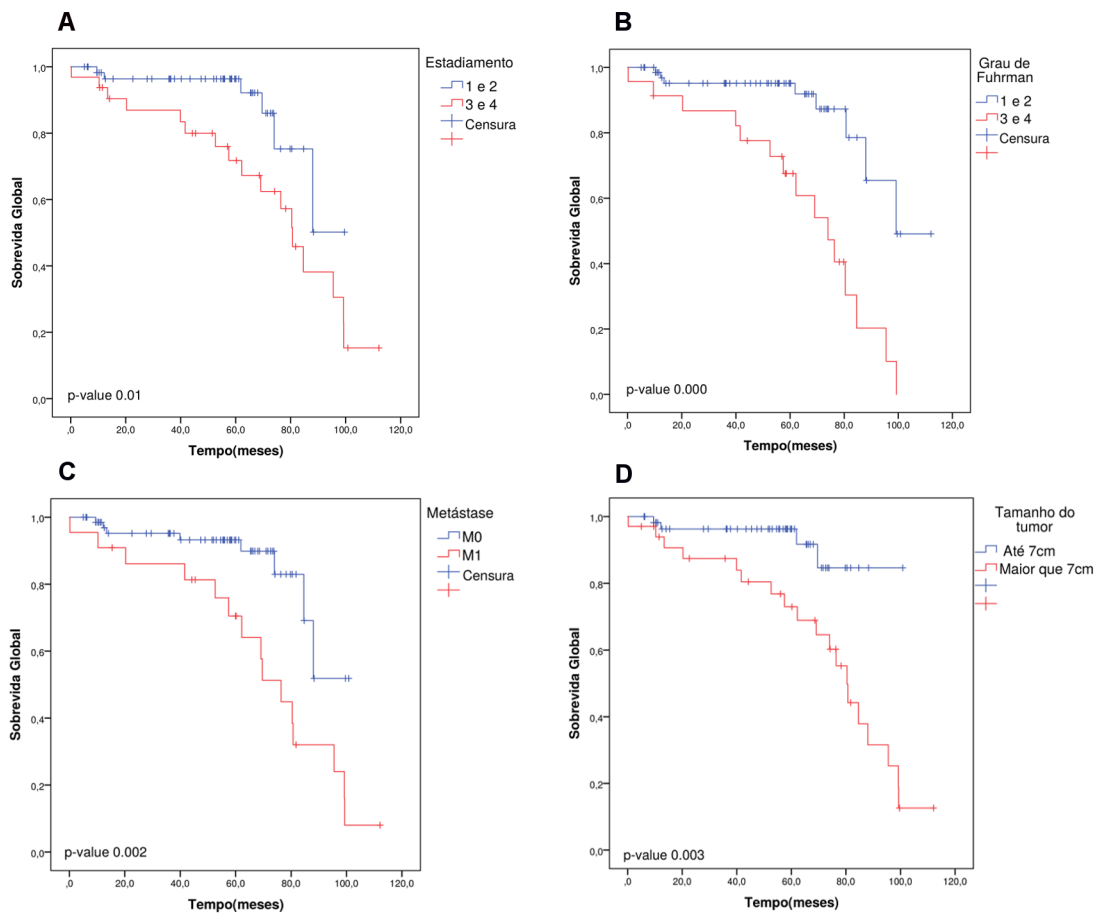 A
Estadiamento
1 e 2
3 e 4
Censura
Sobrevida Global
1,0
0,8
0,6
0,4
0,2
0,0
p-value 0.01
,0 20,0 40,0 60,0 80,0 100,0 120,0
Tempo(meses)
B
Grau de
Fuhrman
1 e 2
3 e 4
Censura
Sobrevida Global
1,0
0,8
0,6
0,4
0,2
0,0
p-value 0.000
,0 20,0 40,0 60,0 80,0 100,0 120,0
Tempo(meses)
C
Metástase
M0
M1
Censura
Sobrevida Global
1,0
0,8
0,6
0,4
0,2
0,0
p-value 0.002
,0 20,0 40,0 60,0 80,0 100,0 120,0
Tempo(meses)
D
Tamanho do
tumor
Até 7cm
Maior que 7cm
Sobrevida Global
1,0
0,8
0,6
0,4
0,2
0,0
p-value 0.003
,0 20,0 40,0 60,0 80,0 100,0 120,0
Tempo(meses)